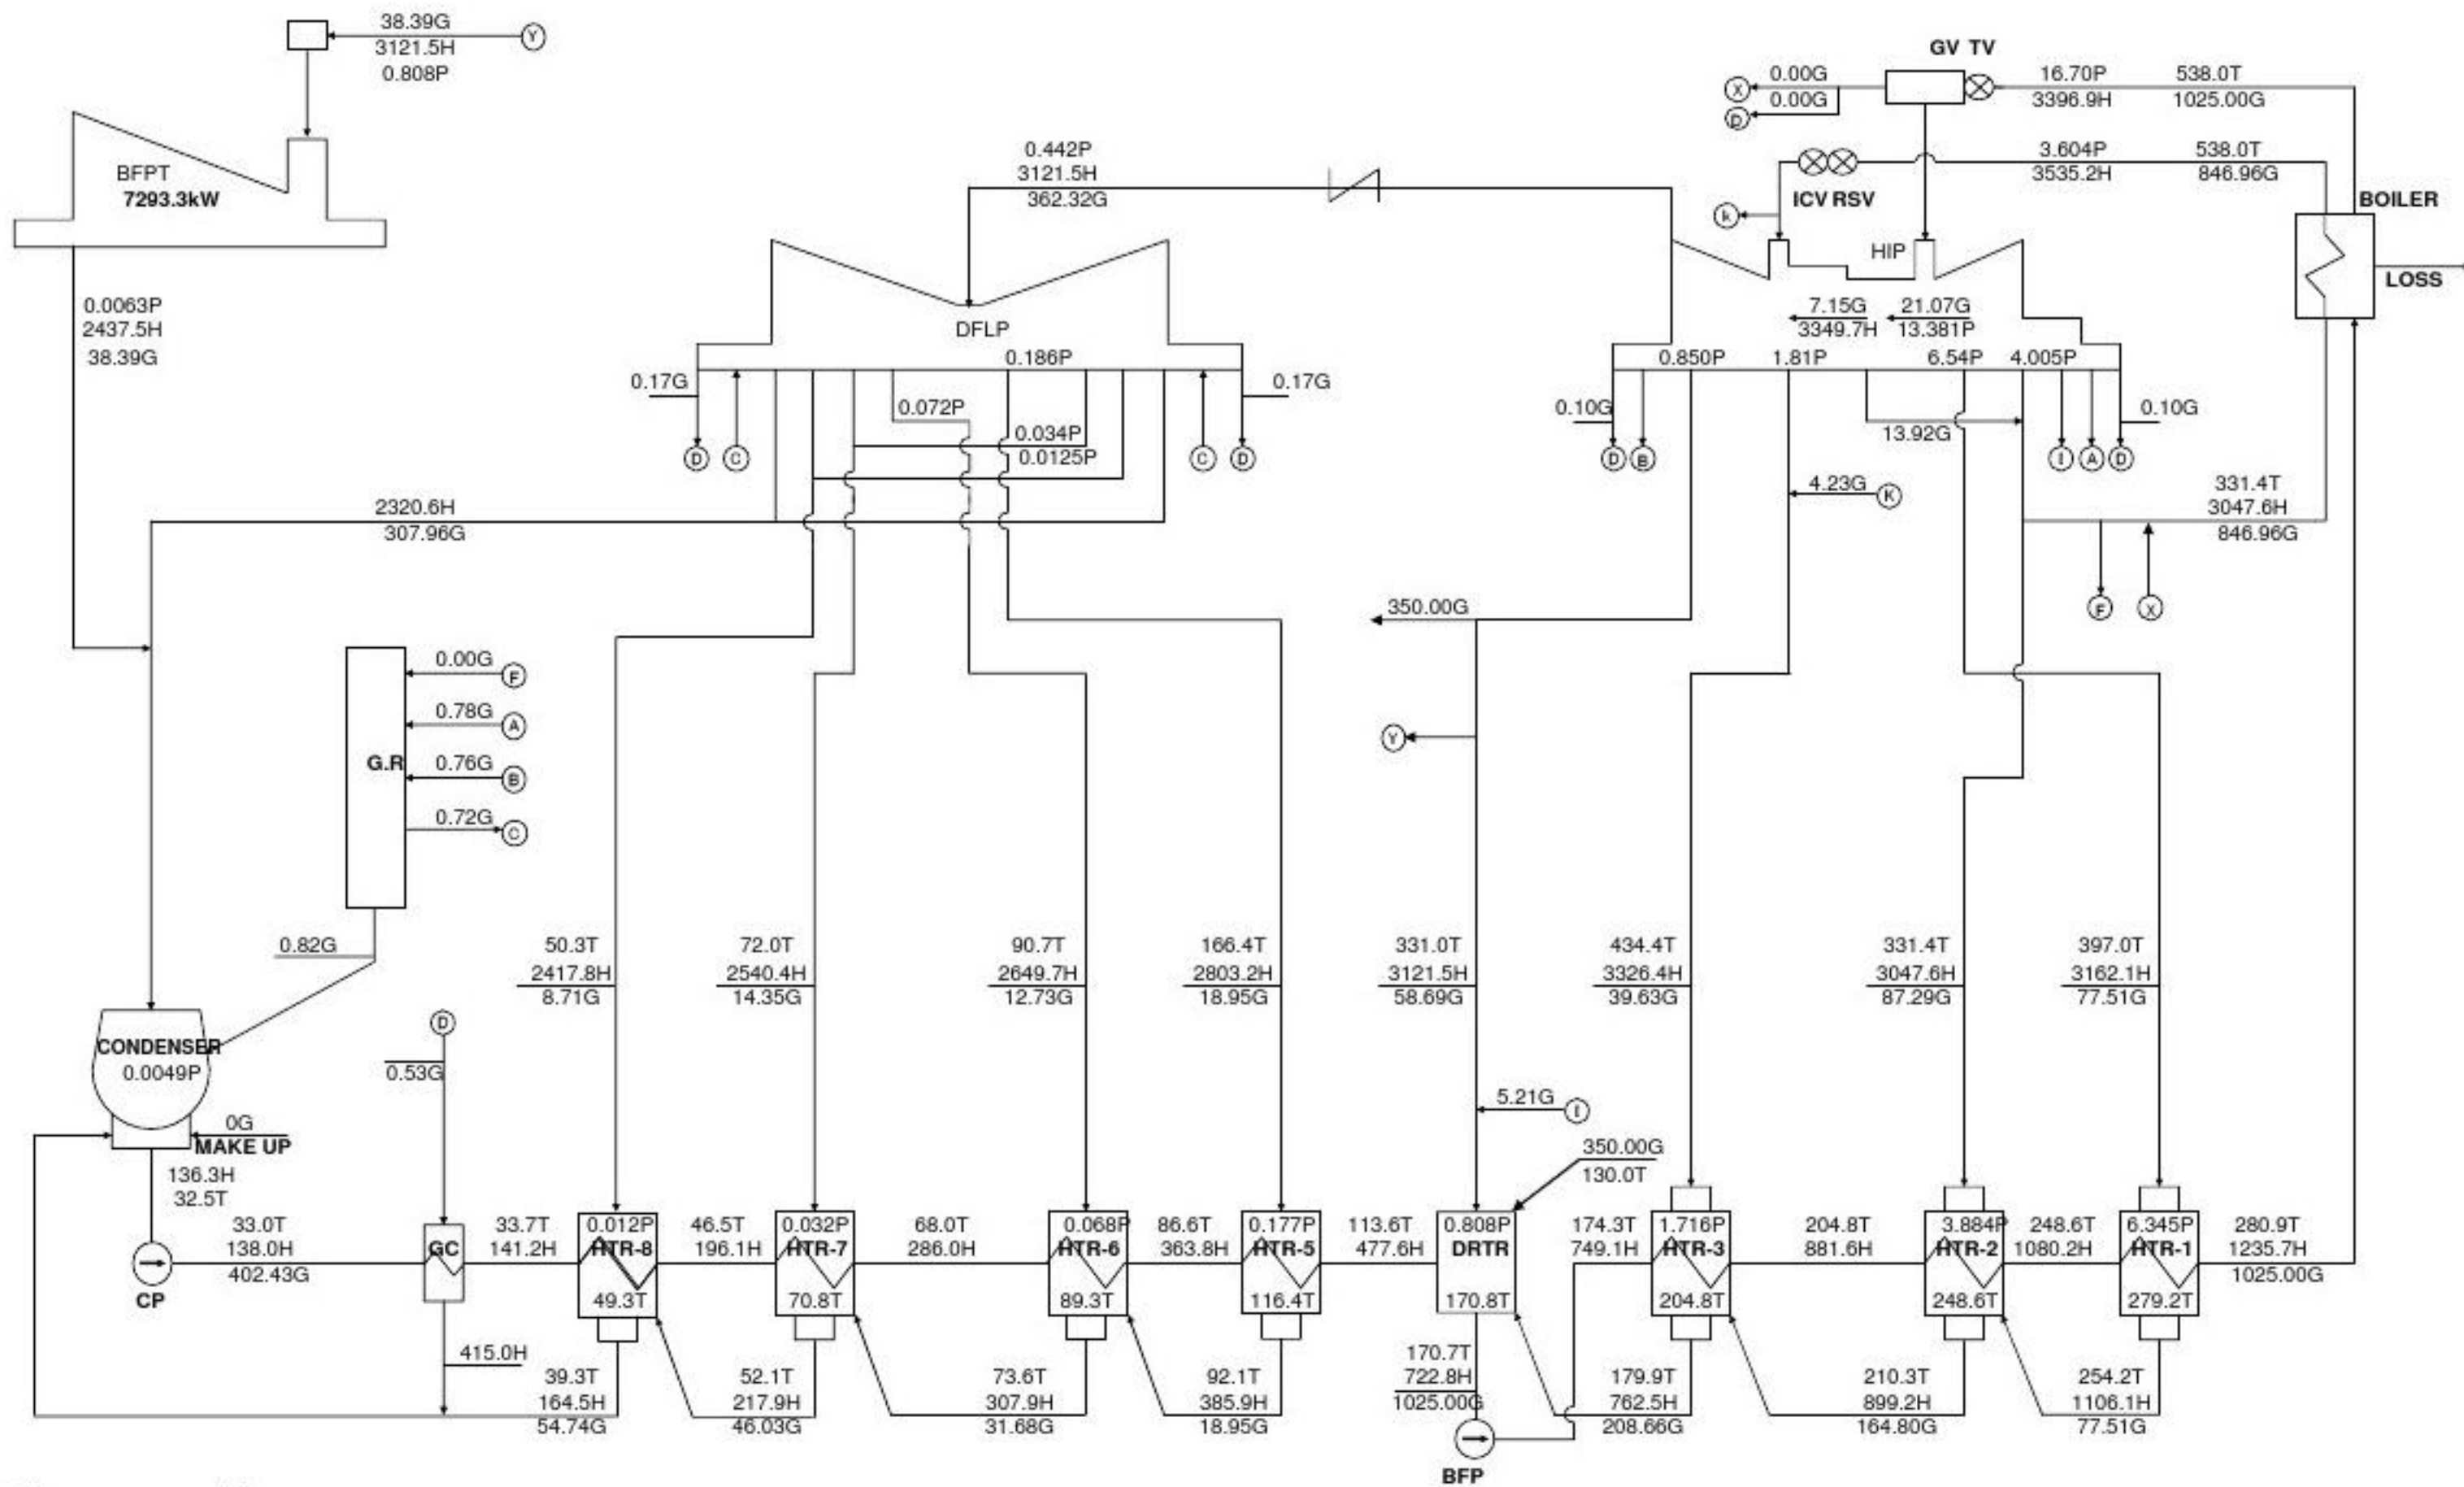 38.39G
3121.5H
0.808P
Y
BFPT
7293.3kW
0.0063P
2437.5H
38.39G
GV TV
X
0.00G
0.00G
D
16.70P
538.0T
3396.9H
1025.00G
3.604P
538.0T
3535.2H
846.96G
ICV RSV
k
BOILER
LOSS
0.442P
3121.5H
362.32G
HIP
7.15G
21.07G
3349.7H
13.381P
DFLP
0.186P
0.850P
1.81P
6.54P
4.005P
0.17G
0.17G
0.072P
0.034P
0.0125P
D
C
C
D
0.10G
0.10G
13.92G
D
B
I
A
D
4.23G
K
331.4T
3047.6H
846.96G
F
X
2320.6H
307.96G
350.00G
Y
G.R
0.00G
F
0.78G
A
0.76G
B
0.72G
C
0.82G
50.3T
2417.8H
8.71G
72.0T
2540.4H
14.35G
90.7T
2649.7H
12.73G
166.4T
2803.2H
18.95G
331.0T
3121.5H
58.69G
434.4T
3326.4H
39.63G
331.4T
3047.6H
87.29G
397.0T
3162.1H
77.51G
CONDENSER
0.0049P
D
0.53G
5.21G
I
350.00G
130.0T
0G
MAKE UP
136.3H
32.5T
33.0T
138.0H
402.43G
CP
GC
33.7T
141.2H
0.012P
HTR-8
49.3T
46.5T
196.1H
0.032P
HTR-7
70.8T
68.0T
286.0H
0.068P
HTR-6
89.3T
86.6T
363.8H
0.177P
HTR-5
116.4T
113.6T
477.6H
0.808P
DRTR
170.8T
174.3T
749.1H
1.716P
HTR-3
204.8T
204.8T
881.6H
3.884P
HTR-2
248.6T
248.6T
1080.2H
6.345P
HTR-1
279.2T
280.9T
1235.7H
1025.00G
415.0H
39.3T
164.5H
54.74G
52.1T
217.9H
46.03G
73.6T
307.9H
31.68G
92.1T
385.9H
18.95G
170.7T
722.8H
1025.00G
BFP
179.9T
762.5H
208.66G
210.3T
899.2H
164.80G
254.2T
1106.1H
77.51G